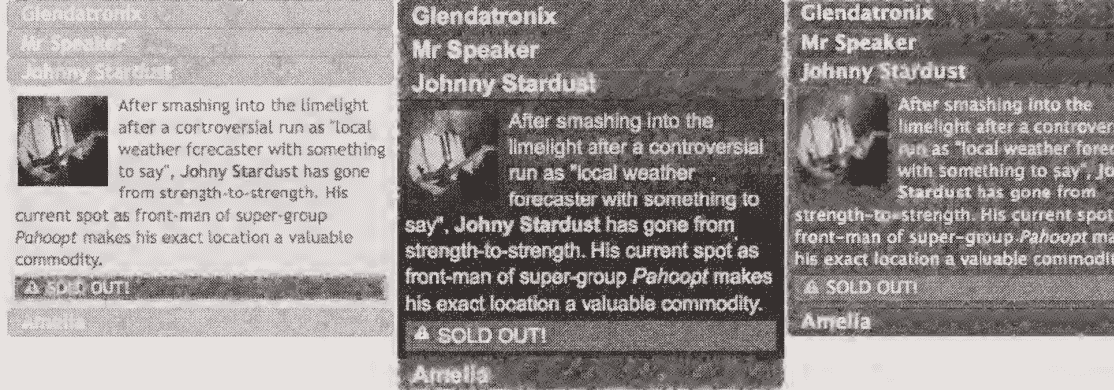 Glendatronix
Mr Speaker
Johnny Stardust
After smashing into the limelight
after a cortroversial run as "local
weather fcrecaster with something
to say", Johny Stardust has gone
from strength-to-strength. His
current spot as front-man of super-group
Pahoopt makes his exact location a valuable
commodity.
SOLD OUT!
Amelia
Glendatronix
Mr Speaker
Johnny Stardust
After smashing into the
limelight after a controversial
run as "local weather
forecaster with something to
say", Johny Stardust has gone from
strength-to-strength. His current spot as
front-man of super-group Pahoopt makes
his exact location a valuable commodity.
SOLD OUT!
Amelia
Glendatronix
Mr Speaker
Johnny Stardust
After smashing into the
limelight after a controver
run as "local weather forec
with something to say", Jo
Stardust has gone from
strength-to-strength. His current spot
front-man of super-group Pahoopt ma
his exact location a valuable commodit
SOLD OUT!
Amelia